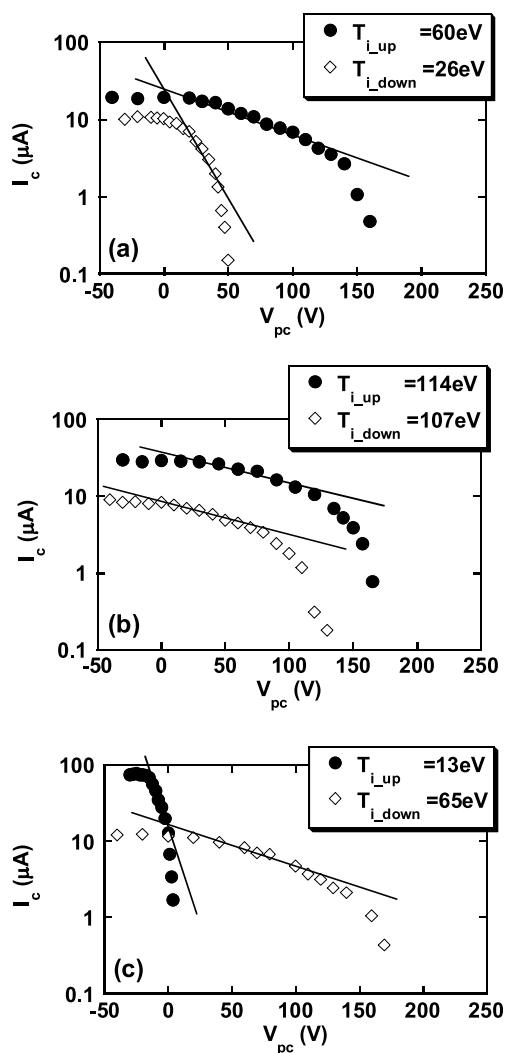 T_i_up =60eV
T_i_down =26eV
100
10
1
0.1
I_c (μA)
(a)
-50 0 50 100 150 200 250
V_pc (V)
T_i_up =114eV
T_i_down =107eV
100
10
1
0.1
I_c (μA)
(b)
-50 0 50 100 150 200 250
V_pc (V)
T_i_up =13eV
T_i_down =65eV
100
10
1
0.1
I_c (μA)
(c)
-50 0 50 100 150 200 250
V_pc (V)